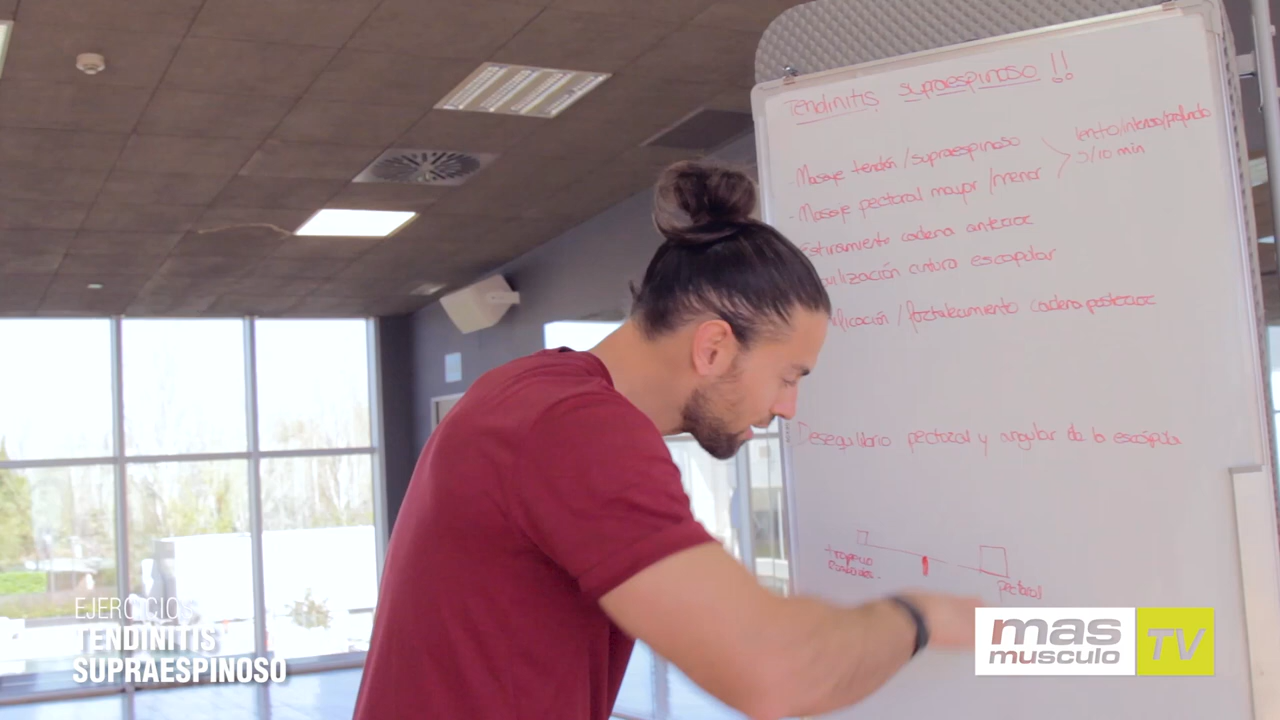 Tendinitis supraespinoso !!
- Masaje tendón / supraespinoso
- Masaje pectoral mayor / menor
lento/intenso/profundo
5/10 min
Estiramiento cadena anterior
ilización cintura escapular
ificación / fortalecimiento cadena posterior
Desequilibrio pectoral y angular de la escápula
trapecio
pectoral
EJERCICIOS
TENDINITIS
SUPRAESPINOSO
mas musculo TV